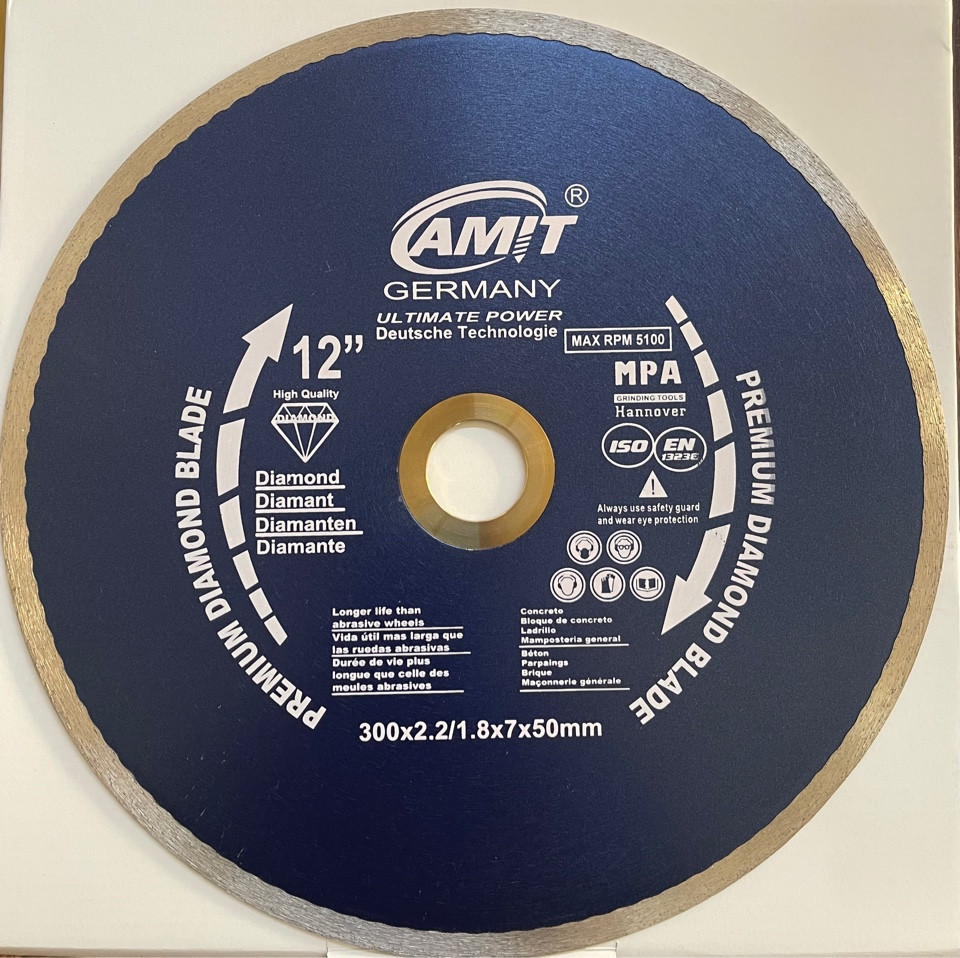 AMIT ®
GERMANY
ULTIMATE POWER
Deutsche Technologie
MAX RPM 5100
12”
High Quality
DIAMOND
Diamond
Diamant
Diamanten
Diamante
MPA
GRINDING TOOLS
Hannover
ISO
EN
1323E
Always use safety guard
and wear eye protection
PREMIUM DIAMOND BLADE
PREMIUM DIAMOND BLADE
Longer life than
abrasive wheels
Vida útil mas larga que
las ruedas abrasivas
Durée de vie plus
longue que celle des
meules abrasives
Concreto
Bloque de concreto
Ladrillo
Mamposteria general
Béton
Parpaings
Brique
Maçonnerie générale
300x2.2/1.8x7x50mm